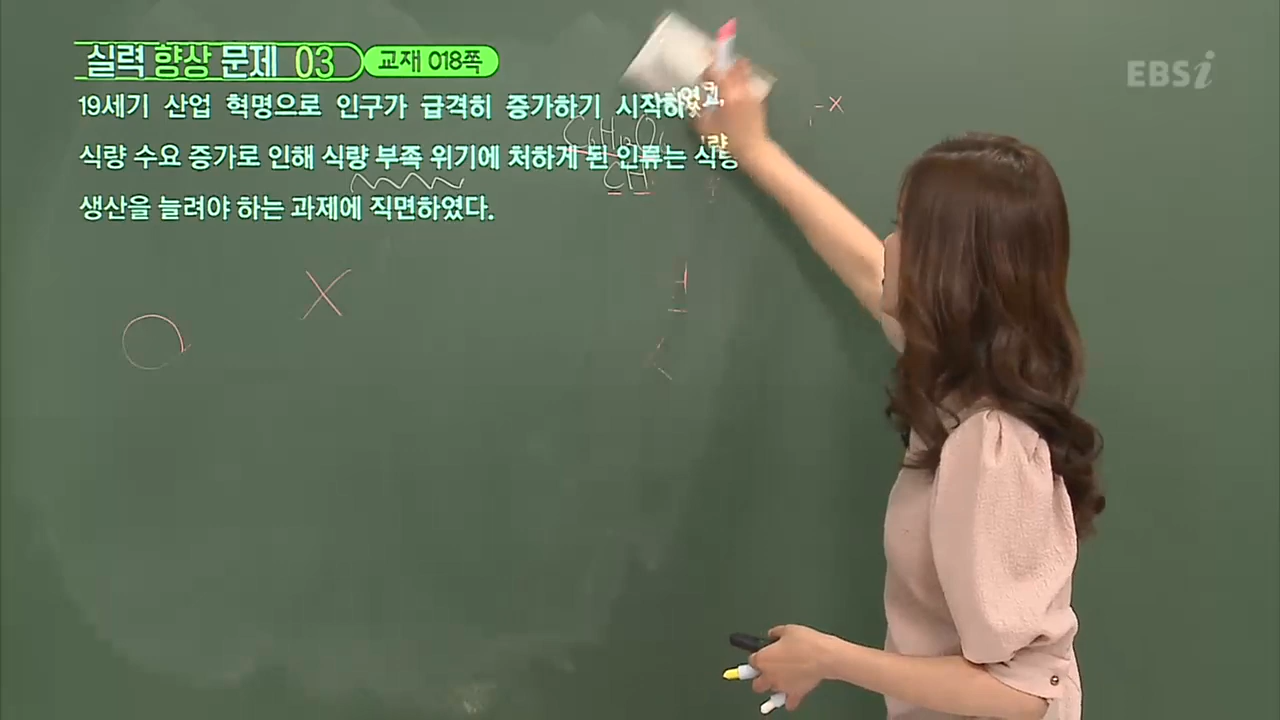 실력 향상 문제 03 교재 018쪽
EBSi
19세기 산업 혁명으로 인구가 급격히 증가하기 시작하였고,
식량 수요 증가로 인해 식량 부족 위기에 처하게 된 인류는 식량
생산을 늘려야 하는 과제에 직면하였다.
C6H12O6
CH
X
X